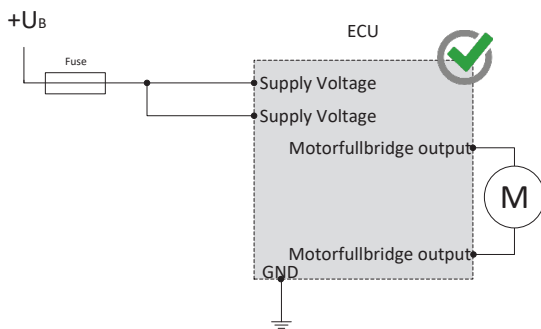 +UB
ECU
Fuse
Supply Voltage
Supply Voltage
Motorfullbridge output
M
Motorfullbridge output
GND